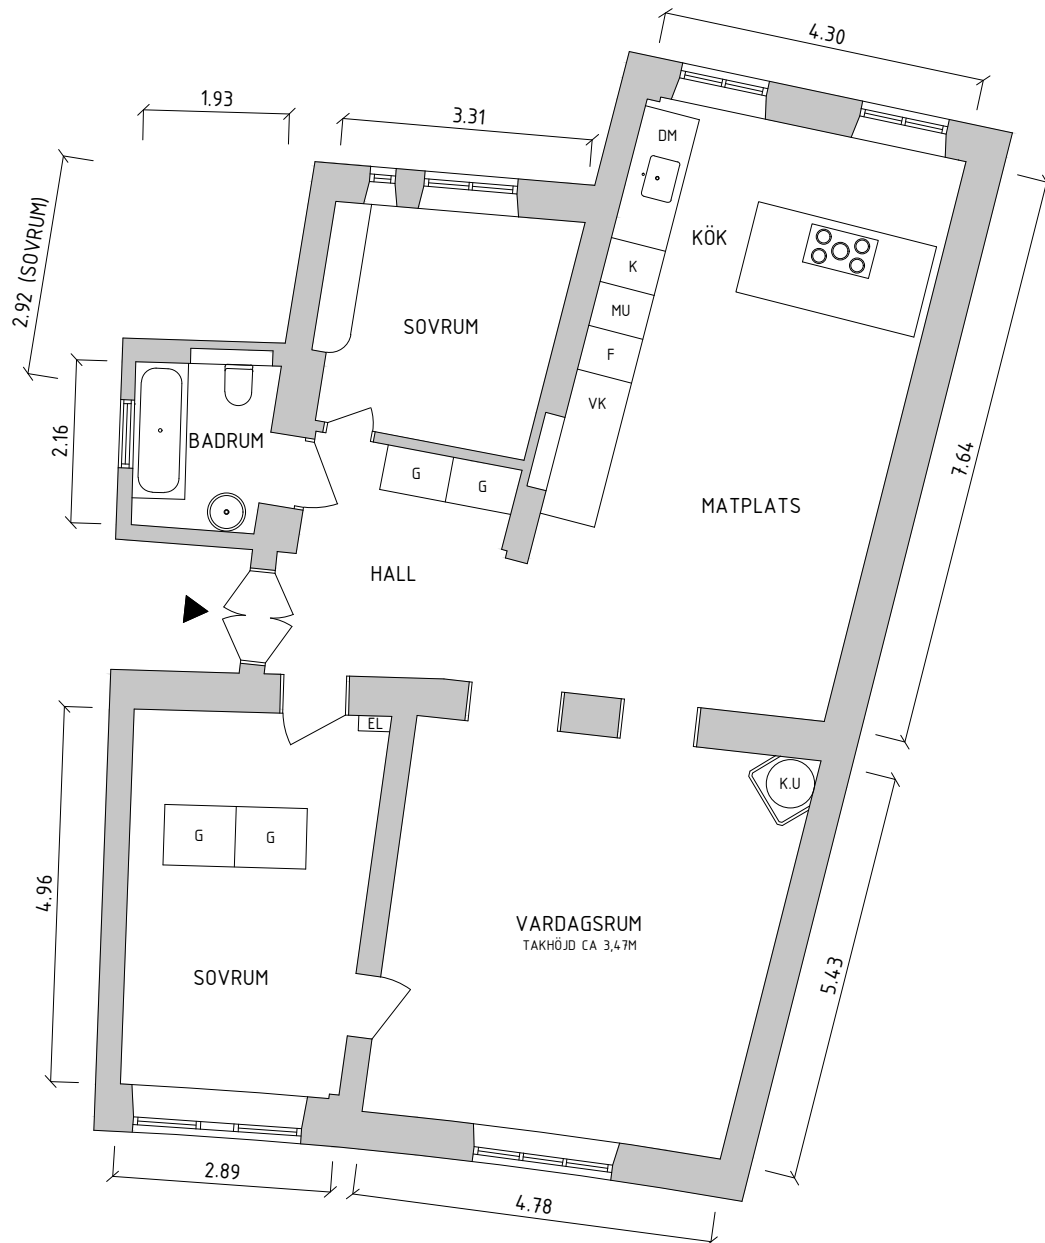 4.30
1.93
3.31
DM
2.92 (SOVRUM)
KÖK
K
MU
SOVRUM
F
VK
2.16
BADRUM
7.64
G
G
MATPLATS
HALL
EL
K.U
G
G
4.96
VARDAGSRUM
TAKHÖJD CA 3,47M
SOVRUM
5.43
2.89
4.78